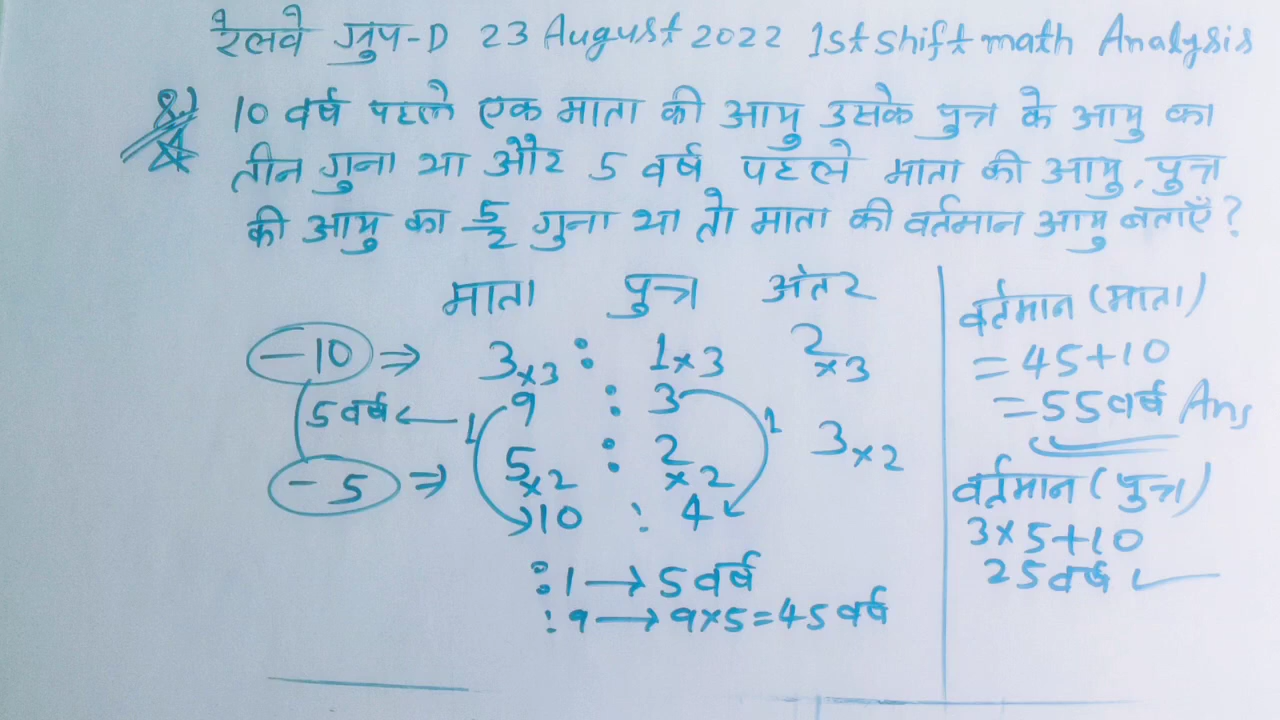 रेलवे ग्रुप-D 23 August 2022 1st shift math Analysis
Q) 10 वर्ष पहले एक माता की आयु उसके पुत्र के आयु का
तीन गुना था और 5 वर्ष पहले माता की आयु, पुत्र
की आयु का 5/2 गुना था तो माता की वर्तमान आयु बताएँ ?
माता पुत्र अंतर
-10 ⇒ 3×3 : 1×3 2×3
5 वर्ष ← 1 9 : 3 1
-5 ⇒ 5×2 : 2×2 3×2
10 : 4
: 1 → 5 वर्ष
: 9 → 9×5=45 वर्ष
वर्तमान (माता)
= 45+10
= 55 वर्ष Ans
वर्तमान (पुत्र)
3×5+10
25 वर्ष